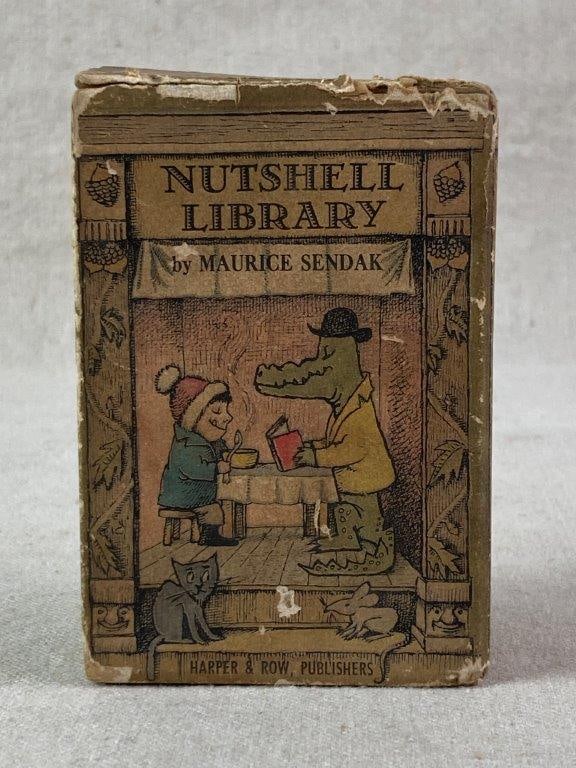 NUTSHELL
LIBRARY
by MAURICE SENDAK
HARPER & ROW, PUBLISHERS